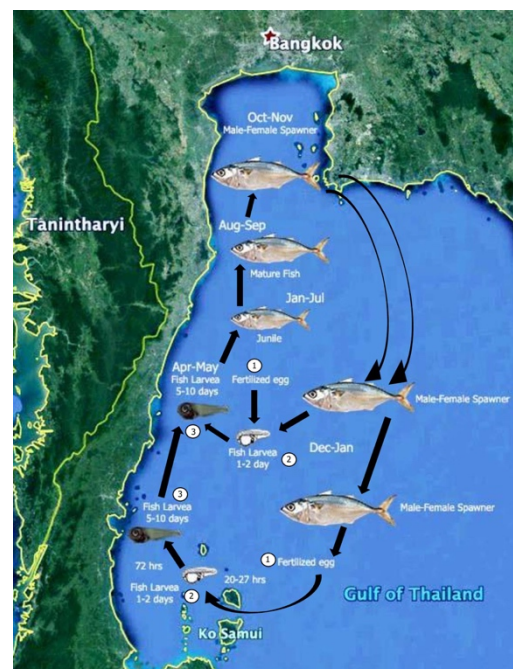 Bangkok
Oct-Nov
Male-Female Spawner
Tanintharyi
Aug-Sep
Mature Fish
Jan-Jul
Junile
Apr-May
Fish Larvea
5-10 days
1
Fertilized egg
3
Fish Larvea
1-2 day
2
Male-Female Spawner
Dec-Jan
3
Fish Larvea
5-10 days
Male-Female Spawner
1 Fertilized egg
72 hrs
20-27 hrs
Fish Larvea
1-2 days
2
Gulf of Thailand
Ko Samui